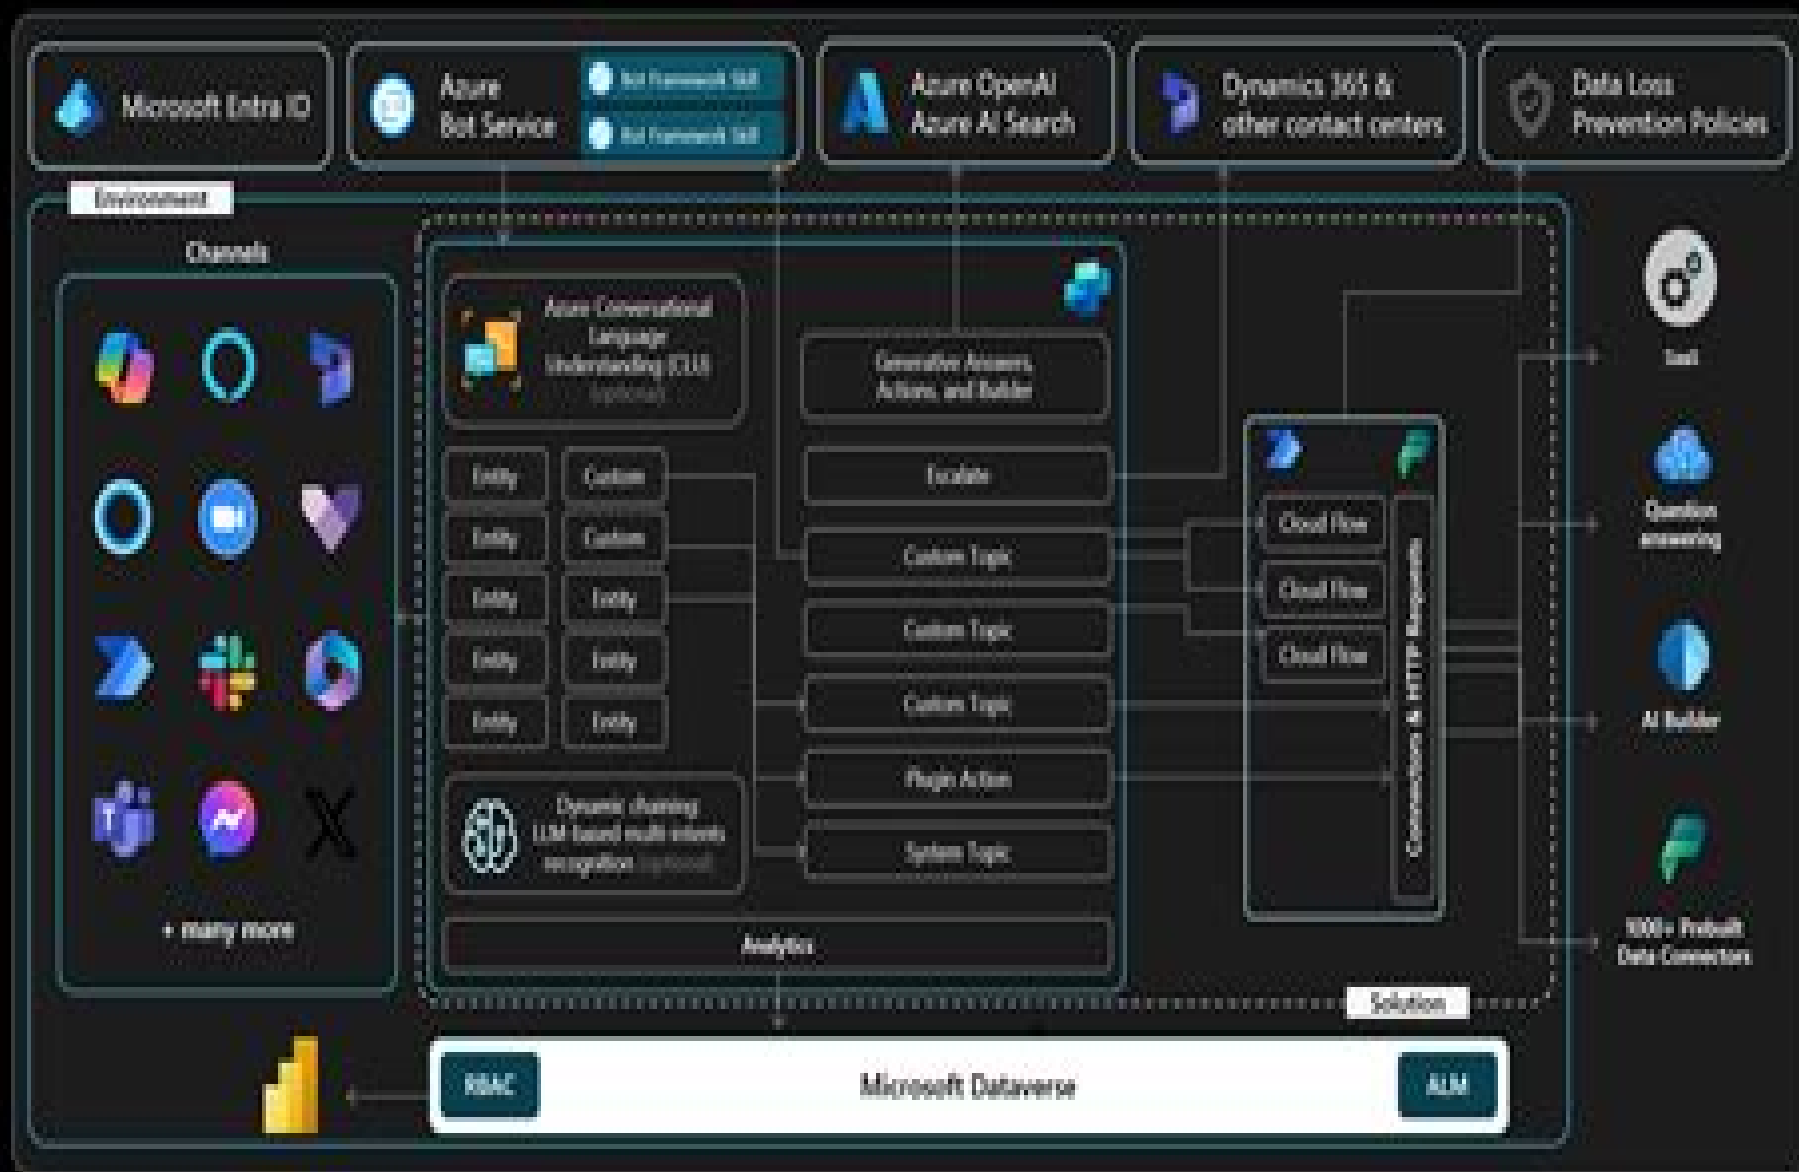 Microsoft Entra ID
Azure
Bot Service
Bot Framework Skill
Bot Framework Skill
Azure OpenAI
Azure AI Search
Dynamics 365 &
other contact centers
Data Loss
Prevention Policies
Environment
Channels
+ many more
Azure Conversational
Language
Understanding (CLU)
(optional)
Entity
Custom
Entity
Custom
Entity
Entity
Entity
Entity
Entity
Entity
Dynamic chaining
LLM-based multi-intents
recognition (optional)
Generative Answers,
Actions, and Builder
Escalate
Custom Topic
Custom Topic
Custom Topic
Plugin Action
System Topic
Analytics
Cloud Flow
Cloud Flow
Cloud Flow
Connectors & HTTP Requests
SaaS
Question
answering
AI Builder
1000+ Prebuilt
Data Connectors
Solution
RBAC
Microsoft Dataverse
ALM